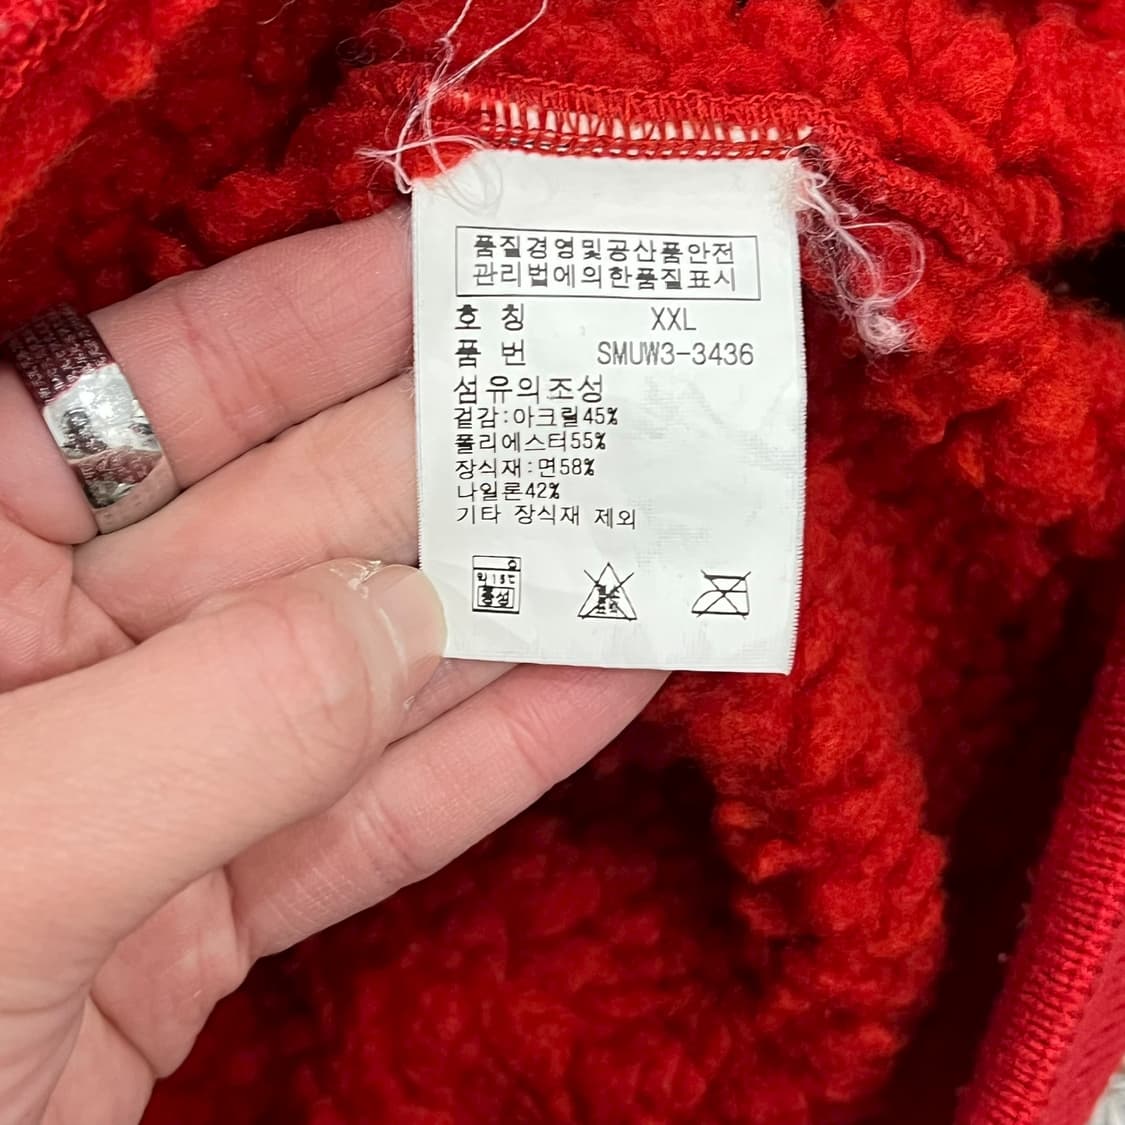 품질경영및공산품안전
관리법에의한품질표시
호 칭 XXL
품 번 SMUW3-3436
섬유의조성
겉감:아크릴45%
폴리에스터55%
장식재:면58%
나일론42%
기타 장식재 제외
중성